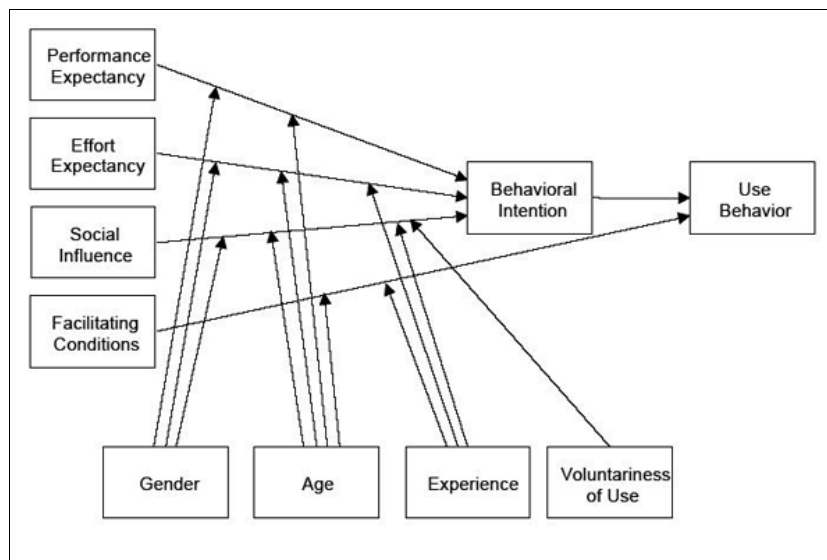 Performance
Expectancy
Effort
Expectancy
Social
Influence
Facilitating
Conditions
Behavioral
Intention
Use
Behavior
Gender
Age
Experience
Voluntariness
of Use